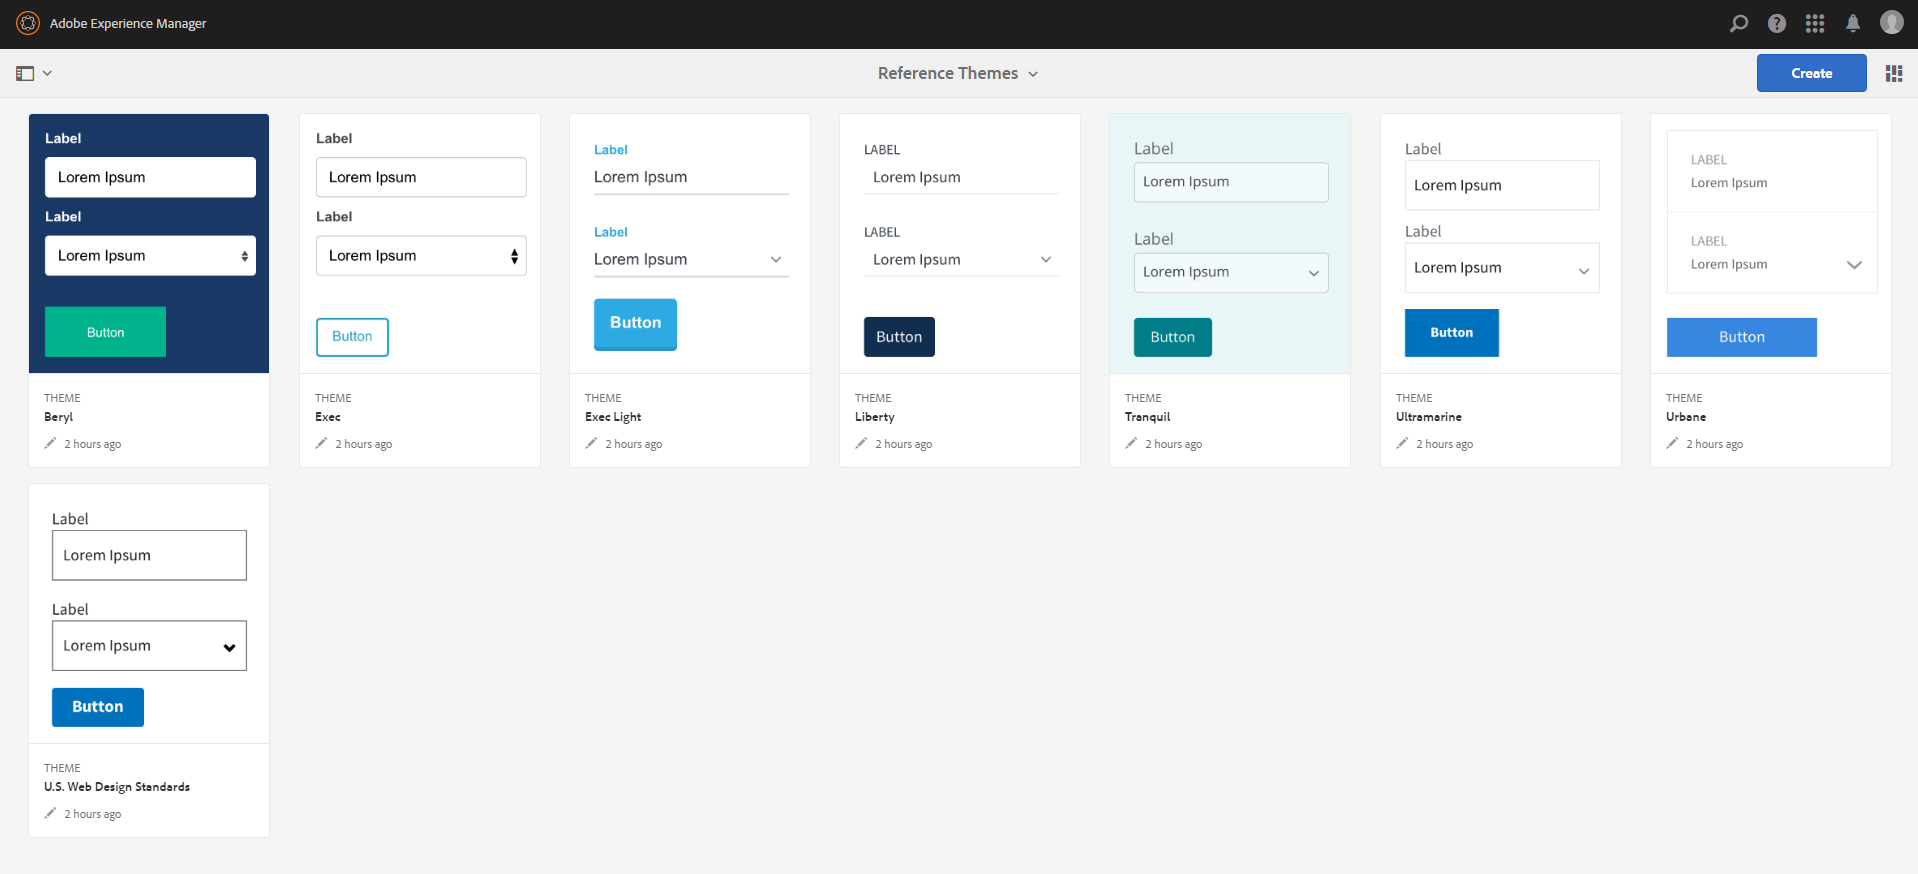 Adobe Experience Manager
Reference Themes
Create
Label
Lorem Ipsum
Label
Lorem Ipsum
Button
THEME
Beryl
2 hours ago
Label
Lorem Ipsum
Label
Lorem Ipsum
Button
THEME
Exec
2 hours ago
Label
Lorem Ipsum
Label
Lorem Ipsum
Button
THEME
Exec Light
2 hours ago
LABEL
Lorem Ipsum
LABEL
Lorem Ipsum
Button
THEME
Liberty
2 hours ago
Label
Lorem Ipsum
Label
Lorem Ipsum
Button
THEME
Tranquil
2 hours ago
Label
Lorem Ipsum
Label
Lorem Ipsum
Button
THEME
Ultramarine
2 hours ago
LABEL
Lorem Ipsum
LABEL
Lorem Ipsum
Button
THEME
Urbane
2 hours ago
Label
Lorem Ipsum
Label
Lorem Ipsum
Button
THEME
U.S. Web Design Standards
2 hours ago